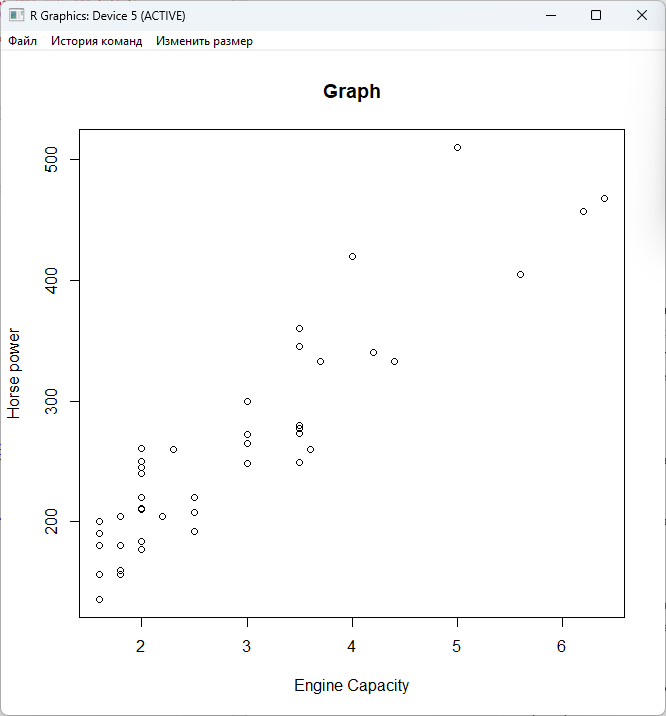 R Graphics: Device 5 (ACTIVE)
Файл История команд Изменить размер
Graph
500
400
300
200
Horse power
2 3 4 5 6
Engine Capacity